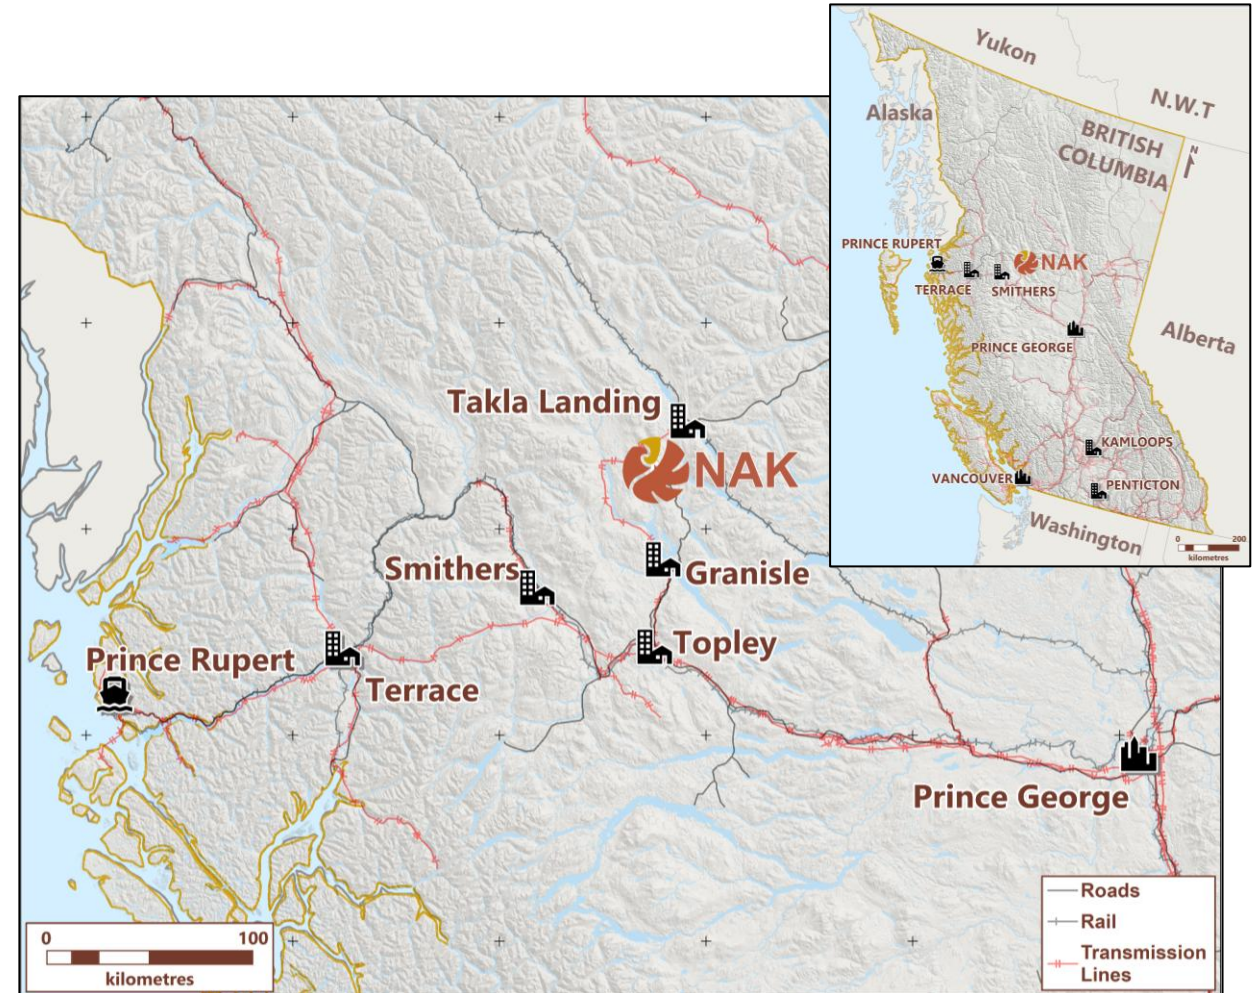 Yukon
N.W.T
Alaska
BRITISH
COLUMBIA
N
PRINCE RUPERT
NAK
TERRACE
SMITHERS
PRINCE GEORGE
Alberta
KAMLOOPS
VANCOUVER
PENTICTON
Washington
0 200
kilometres
Takla Landing
NAK
Smithers
Granisle
Prince Rupert
Topley
Terrace
Prince George
0 100
kilometres
Roads
Rail
Transmission
Lines